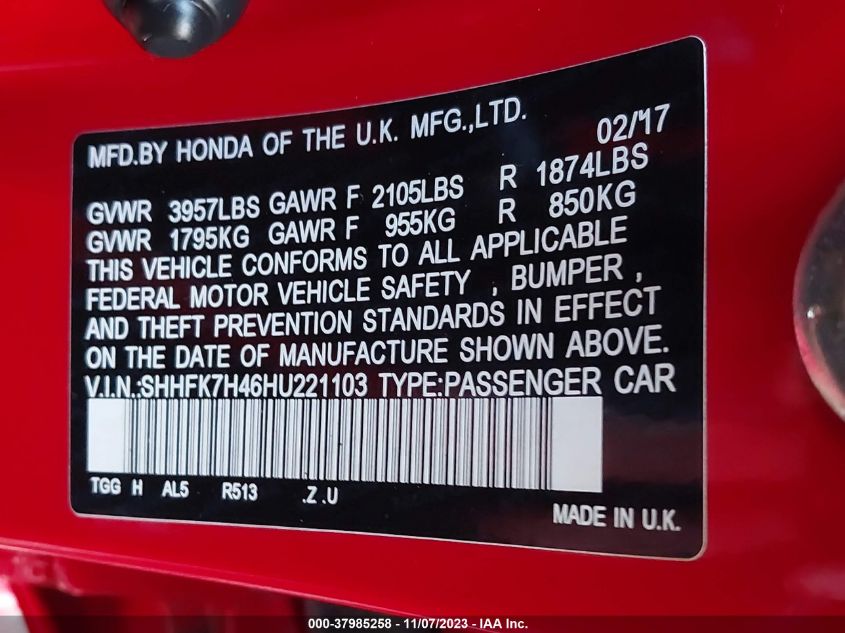 MFD.BY HONDA OF THE U.K. MFG.,LTD. 02/17
GVWR 3957LBS GAWR F 2105LBS R 1874LBS
GVWR 1795KG GAWR F 955KG R 850KG
THIS VEHICLE CONFORMS TO ALL APPLICABLE
FEDERAL MOTOR VEHICLE SAFETY , BUMPER ,
AND THEFT PREVENTION STANDARDS IN EFFECT
ON THE DATE OF MANUFACTURE SHOWN ABOVE.
V.I.N.:SHHFK7H46HU221103 TYPE:PASSENGER CAR
TGG H AL5 R513 .Z .U
MADE IN U.K.
000-37985258 - 11/07/2023 - IAA Inc.